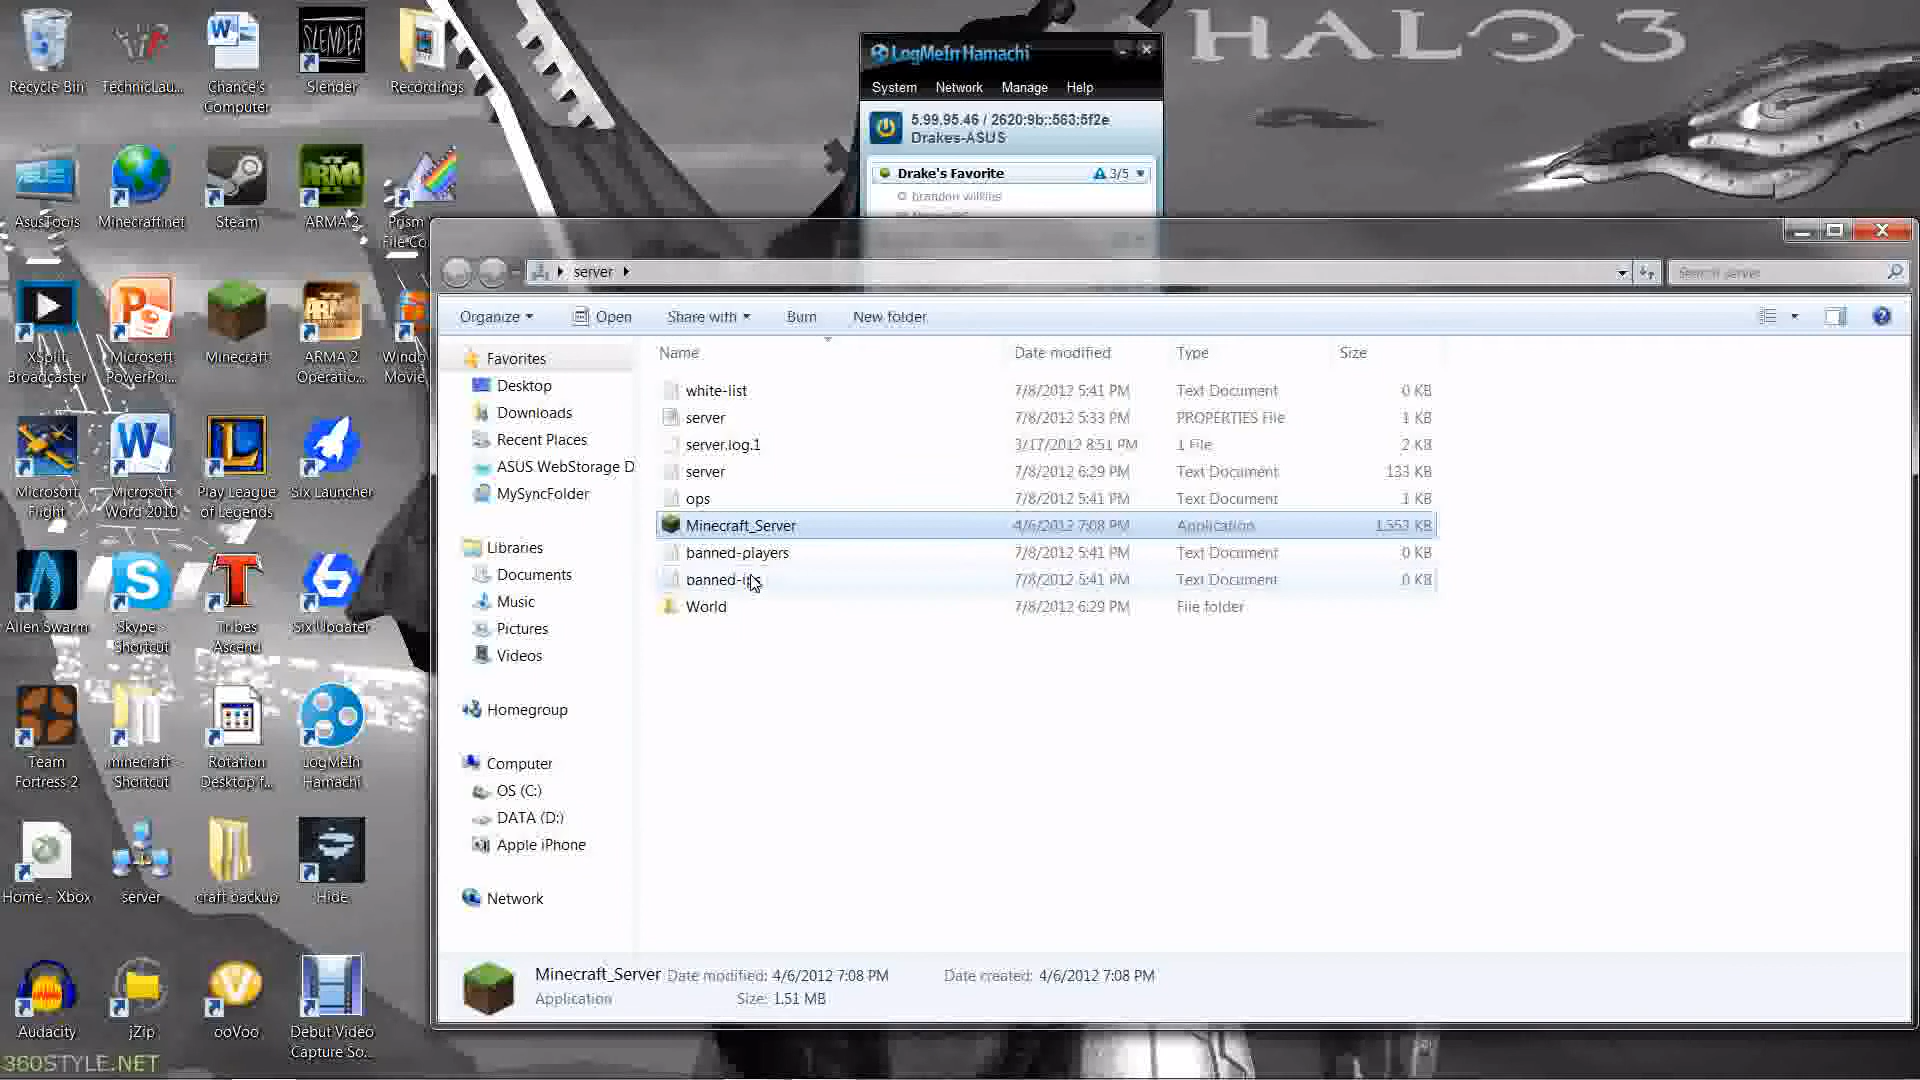 HALO 3
Recycle Bin
TechnicLau...
Chance's
Computer
SLENDER
Slender
Recordings
AsusTools
Minecraftnet
Steam
ARMA 2
Prism
File Co
XSplit
Broadcaster
Microsoft
PowerPoi...
Minecraft
ARMA 2
Operatio...
Windo
Movie
Microsoft
Flight
Microsoft
Word 2010
Play League
of Legends
Six Launcher
Alien Swarm
Skype -
Shortcut
Tribes
Ascend
Six Updater
Team
Fortress 2
.minecraft -
Shortcut
Rotation
Desktop f...
LogMeIn
Hamachi
Home - Xbox
server
craft backup
Hide
Audacity
jZip
ooVoo
Debut Video
Capture So...
360STYLE.NET
LogMeIn Hamachi
System Network Manage Help
5.99.95.46 / 2620:9b::563:5f2e
Drakes-ASUS
Drake's Favorite 3/5
brandon wilkins
server
Search server
Organize Open Share with Burn New folder
Favorites
Desktop
Downloads
Recent Places
ASUS WebStorage D
MySyncFolder
Libraries
Documents
Music
Pictures
Videos
Homegroup
Computer
OS (C:)
DATA (D:)
Apple iPhone
Network
Name Date modified Type Size
white-list 7/8/2012 5:41 PM Text Document 0 KB
server 7/8/2012 5:33 PM PROPERTIES File 1 KB
server.log.1 3/17/2012 8:51 PM 1 File 2 KB
server 7/8/2012 6:29 PM Text Document 133 KB
ops 7/8/2012 5:41 PM Text Document 1 KB
Minecraft_Server 4/6/2012 7:08 PM Application 1,553 KB
banned-players 7/8/2012 5:41 PM Text Document 0 KB
banned-ips 7/8/2012 5:41 PM Text Document 0 KB
World 7/8/2012 6:29 PM File folder
Minecraft_Server Date modified: 4/6/2012 7:08 PM Date created: 4/6/2012 7:08 PM
Application Size: 1.51 MB